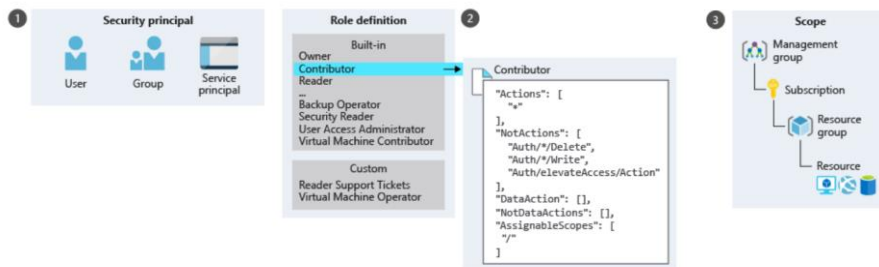 1
Security principal
User
Group
Service
principal
Role definition
Built-in
Owner
Contributor
Reader
...
Backup Operator
Security Reader
User Access Administrator
Virtual Machine Contributor
Custom
Reader Support Tickets
Virtual Machine Operator
2
Contributor
"Actions": [
"*"
],
"NotActions": [
"Auth/*/Delete",
"Auth/*/Write",
"Auth/elevateAccess/Action"
],
"DataAction": [],
"NotDataActions": [],
"AssignableScopes": [
"/"
]
3
Scope
Management
group
Subscription
Resource
group
Resource